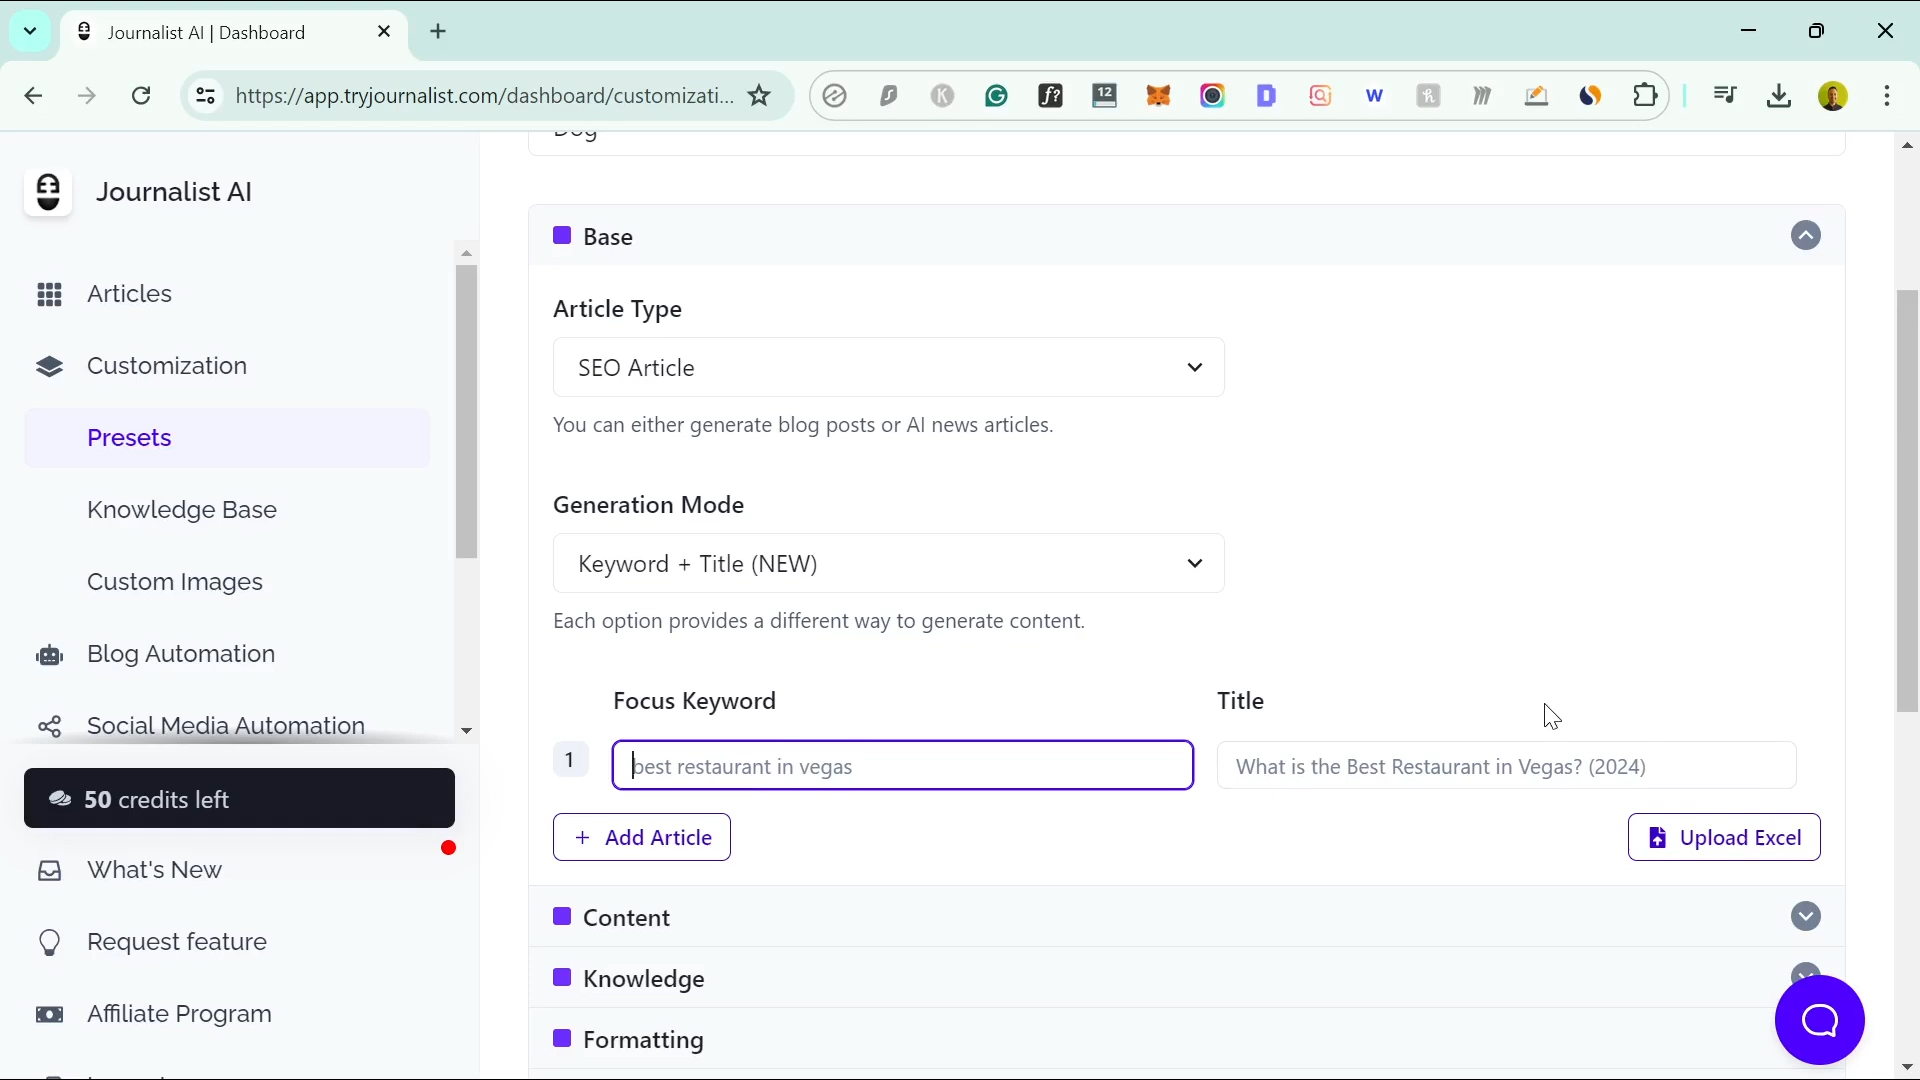 Journalist AI | Dashboard
https://app.tryjournalist.com/dashboard/customizati...
K
f?
12
D
W
Dog
Journalist AI
Base
Articles
Article Type
Customization
SEO Article
Presets
You can either generate blog posts or AI news articles.
Knowledge Base
Generation Mode
Custom Images
Keyword + Title (NEW)
Each option provides a different way to generate content.
Blog Automation
Focus Keyword
Title
Social Media Automation
1
best restaurant in vegas
What is the Best Restaurant in Vegas? (2024)
50 credits left
+ Add Article
Upload Excel
What's New
Content
Request feature
Knowledge
Affiliate Program
Formatting